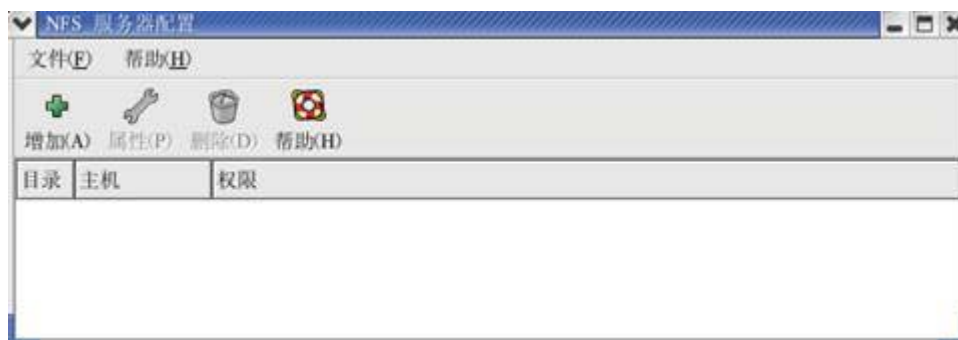 NFS 服务器配置
文件(F) 帮助(H)
增加(A) 属性(P) 删除(D) 帮助(H)
目录 主机 权限